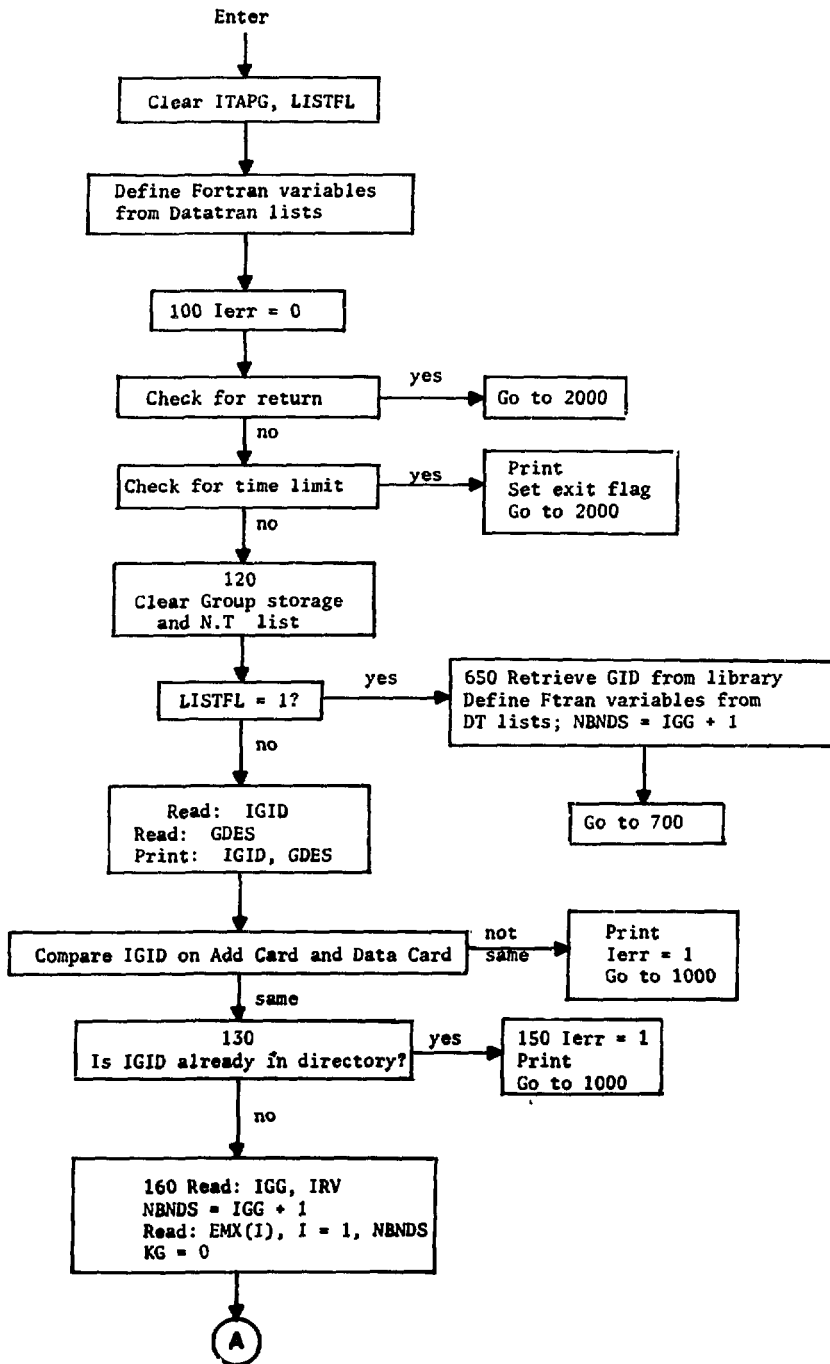 Enter
Clear ITAPG, LISTFL
Define Fortran variables
from Datatran lists
100 Ierr = 0
Check for return
yes
Go to 2000
no
Check for time limit
yes
Print
Set exit flag
Go to 2000
no
120
Clear Group storage
and N.T list
LISTFL = 1?
yes
650 Retrieve GID from library
Define Ftran variables from
DT lists; NBNDS = IGG + 1
Go to 700
no
Read: IGID
Read: GDES
Print: IGID, GDES
Compare IGID on Add Card and Data Card
not
same
Print
Ierr = 1
Go to 1000
same
130
Is IGID already in directory?
yes
150 Ierr = 1
Print
Go to 1000
no
160 Read: IGG, IRV
NBNDS = IGG + 1
Read: EMX(I), I = 1, NBNDS
KG = 0
A